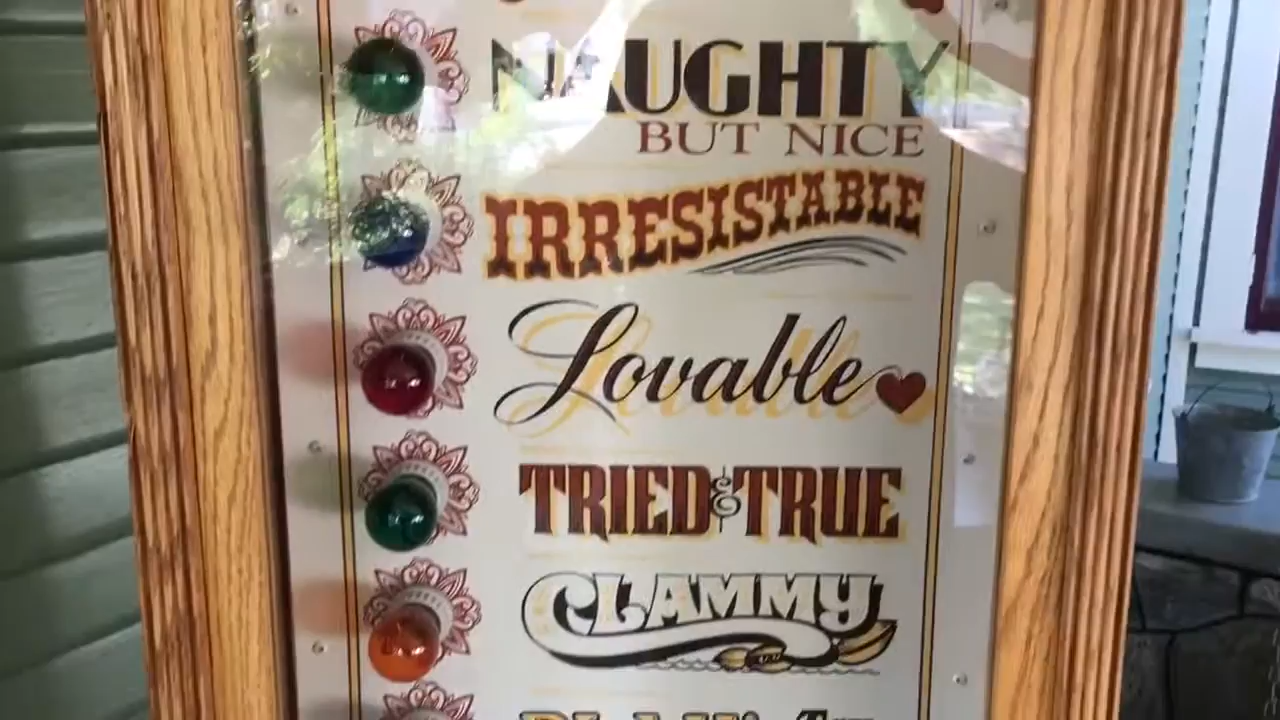 NAUGHTY
BUT NICE
IRRESISTABLE
Lovable
TRIED & TRUE
CLAMMY